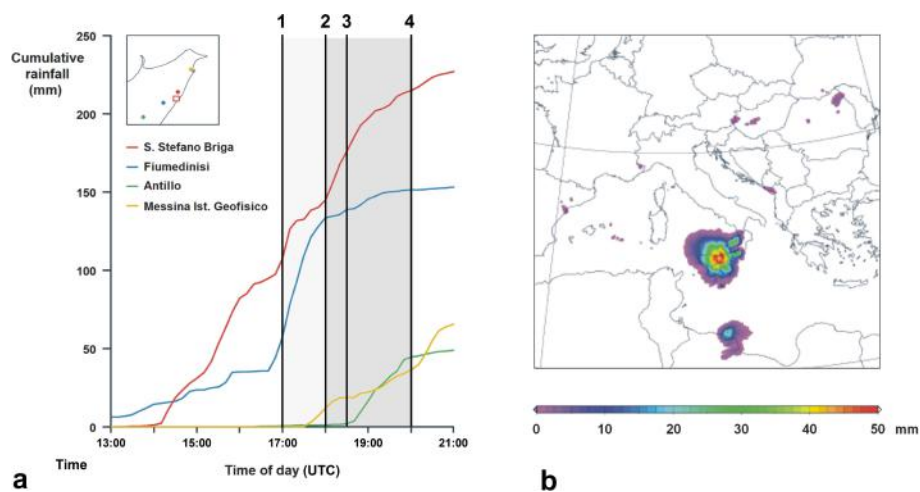 1 2 3 4
250
Cumulative
rainfall
(mm)
200
S. Stefano Briga
Fiumedinisi
150
Antillo
Messina Ist. Geofisico
100
50
0
13:00 15:00 17:00 19:00 21:00
Time
Time of day (UTC)
a
0 10 20 30 40 50 mm
b